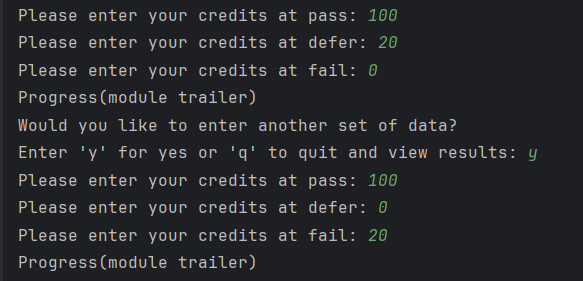 Please enter your credits at pass: 100
Please enter your credits at defer: 20
Please enter your credits at fail: 0
Progress(module trailer)
Would you like to enter another set of data?
Enter 'y' for yes or 'q' to quit and view results: y
Please enter your credits at pass: 100
Please enter your credits at defer: 0
Please enter your credits at fail: 20
Progress(module trailer)